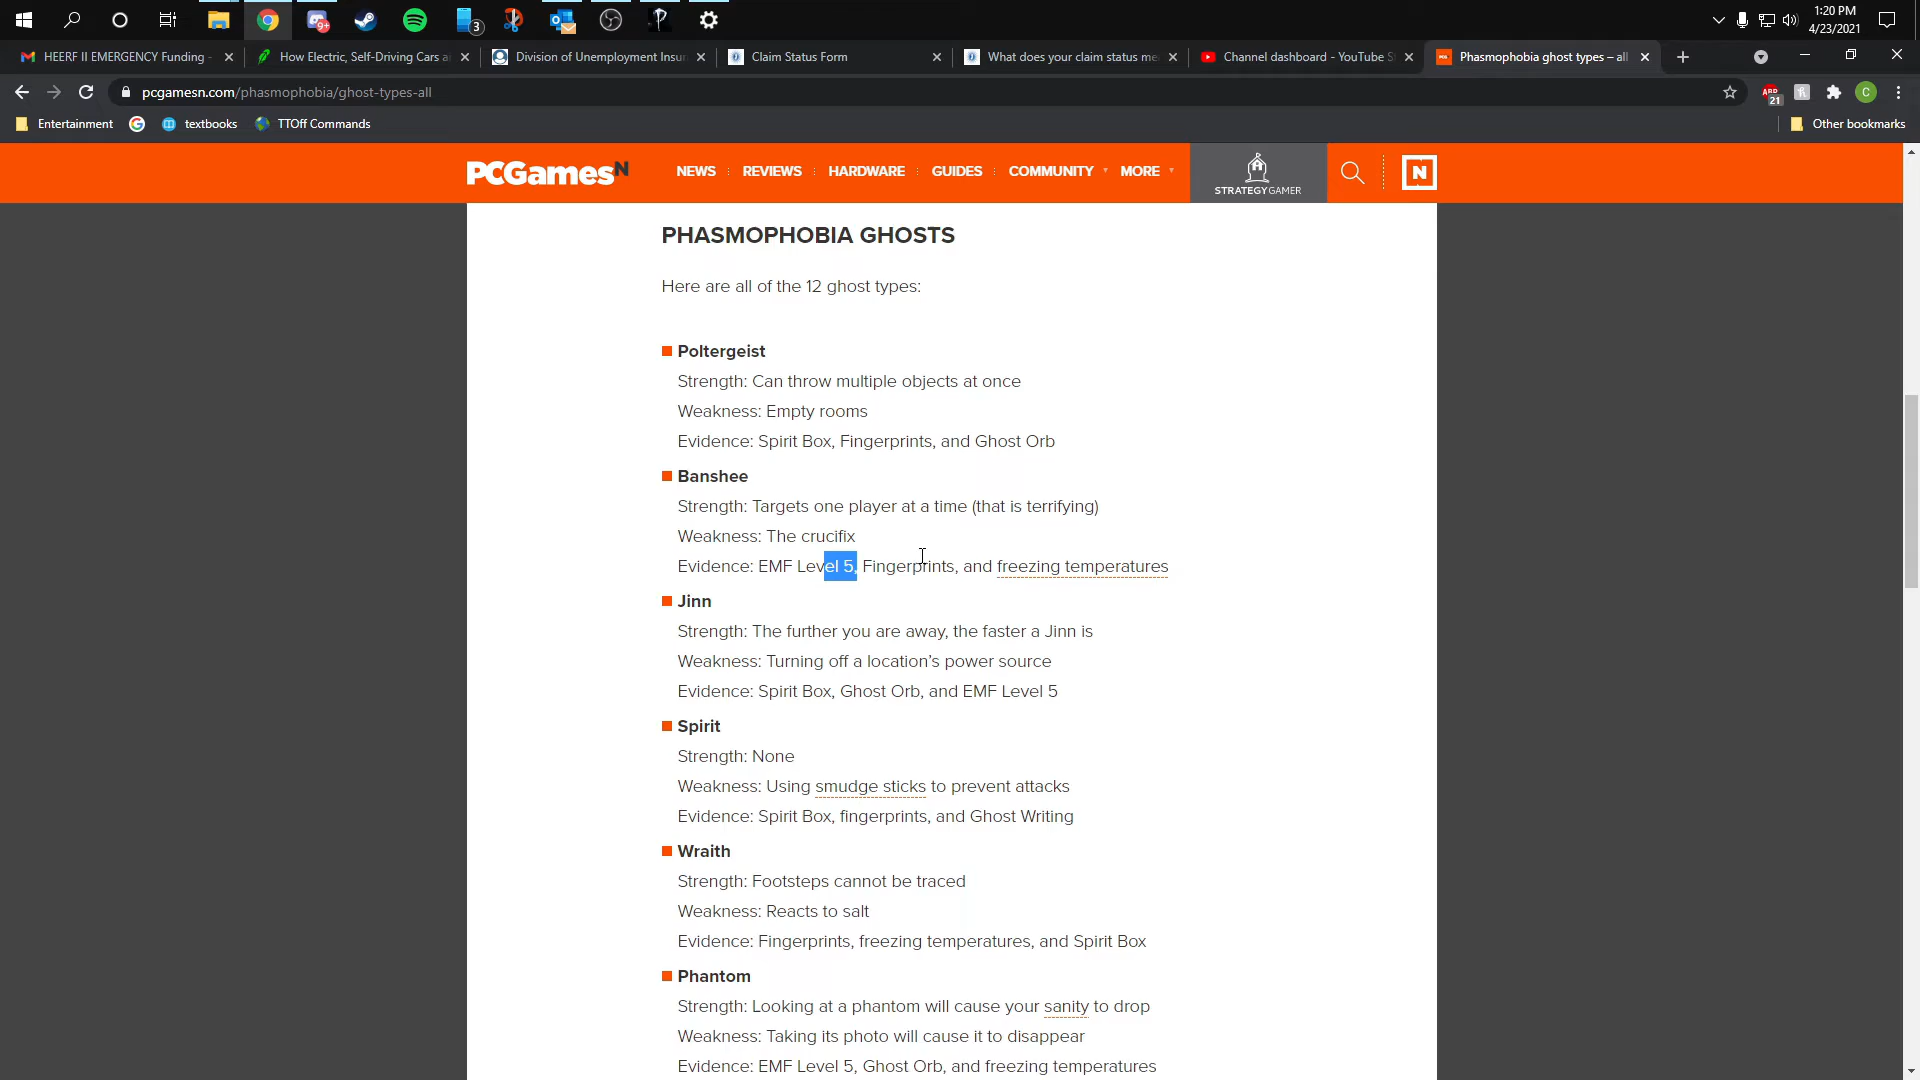 1:20 PM
4/23/2021
9+
3
HEERF II EMERGENCY Funding -
How Electric, Self-Driving Cars a
Division of Unemployment Insur
Claim Status Form
What does your claim status me
Channel dashboard - YouTube S
Phasmophobia ghost types – all
pcgamesn.com/phasmophobia/ghost-types-all
ABP
21
C
Entertainment
textbooks
TTOff Commands
Other bookmarks
PCGamesN
NEWS
REVIEWS
HARDWARE
GUIDES
COMMUNITY
MORE
STRATEGYGAMER
N
PHASMOPHOBIA GHOSTS
Here are all of the 12 ghost types:
Poltergeist
Strength: Can throw multiple objects at once
Weakness: Empty rooms
Evidence: Spirit Box, Fingerprints, and Ghost Orb
Banshee
Strength: Targets one player at a time (that is terrifying)
Weakness: The crucifix
Evidence: EMF Level 5, Fingerprints, and freezing temperatures
Jinn
Strength: The further you are away, the faster a Jinn is
Weakness: Turning off a location’s power source
Evidence: Spirit Box, Ghost Orb, and EMF Level 5
Spirit
Strength: None
Weakness: Using smudge sticks to prevent attacks
Evidence: Spirit Box, fingerprints, and Ghost Writing
Wraith
Strength: Footsteps cannot be traced
Weakness: Reacts to salt
Evidence: Fingerprints, freezing temperatures, and Spirit Box
Phantom
Strength: Looking at a phantom will cause your sanity to drop
Weakness: Taking its photo will cause it to disappear
Evidence: EMF Level 5, Ghost Orb, and freezing temperatures